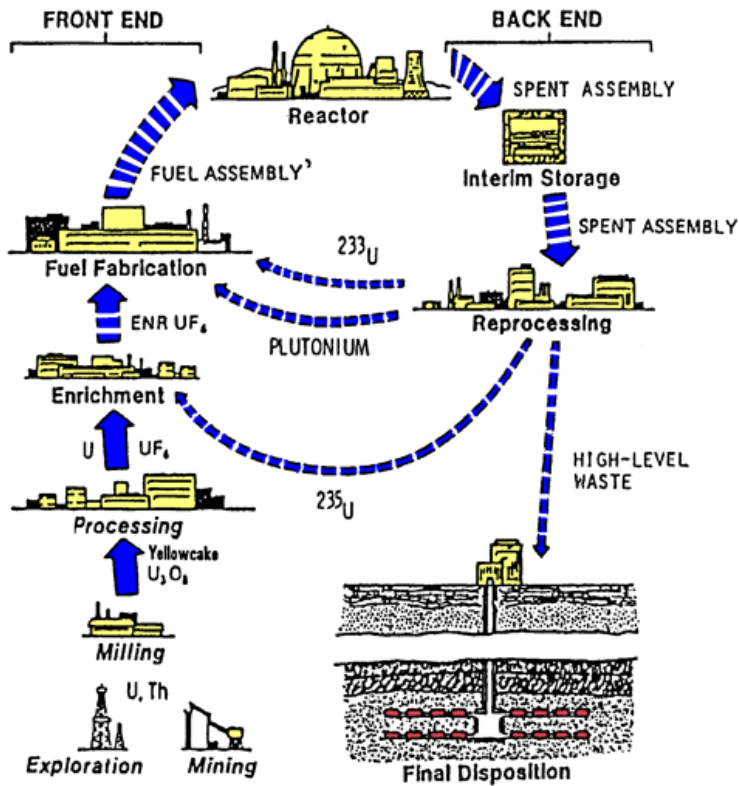 FRONT END
BACK END
Reactor
SPENT ASSEMBLY
Interim Storage
FUEL ASSEMBLY'
SPENT ASSEMBLY
Fuel Fabrication
233U
Reprocessing
PLUTONIUM
ENR UF₆
Enrichment
U UF₆
235U
HIGH-LEVEL
WASTE
Processing
Yellowcake
U₃O₈
Milling
U, Th
Exploration
Mining
Final Disposition